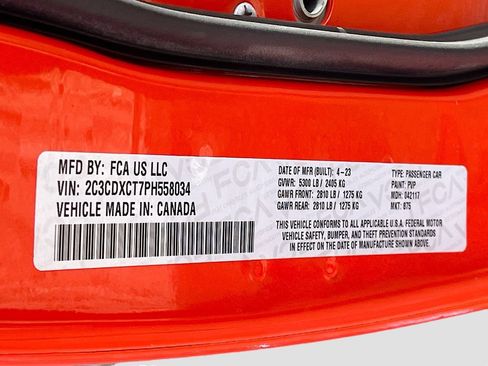 MFD BY: FCA US LLC
VIN: 2C3CDXCT7PH558034
VEHICLE MADE IN: CANADA
DATE OF MFR (BUILT): 4-23
GVWR: 5300 LB / 2405 KG
GAWR FRONT: 2810 LB / 1275 KG
GAWR REAR: 2810 LB / 1275 KG
TYPE: PASSENGER CAR
PAINT: PVP
MDH: 042117
MKT: 875
THIS VEHICLE CONFORMS TO ALL APPLICABLE U.S.A. FEDERAL MOTOR
VEHICLE SAFETY, BUMPER, AND THEFT PREVENTION STANDARDS
IN EFFECT ON THE DATE OF MANUFACTURE SHOWN ABOVE.